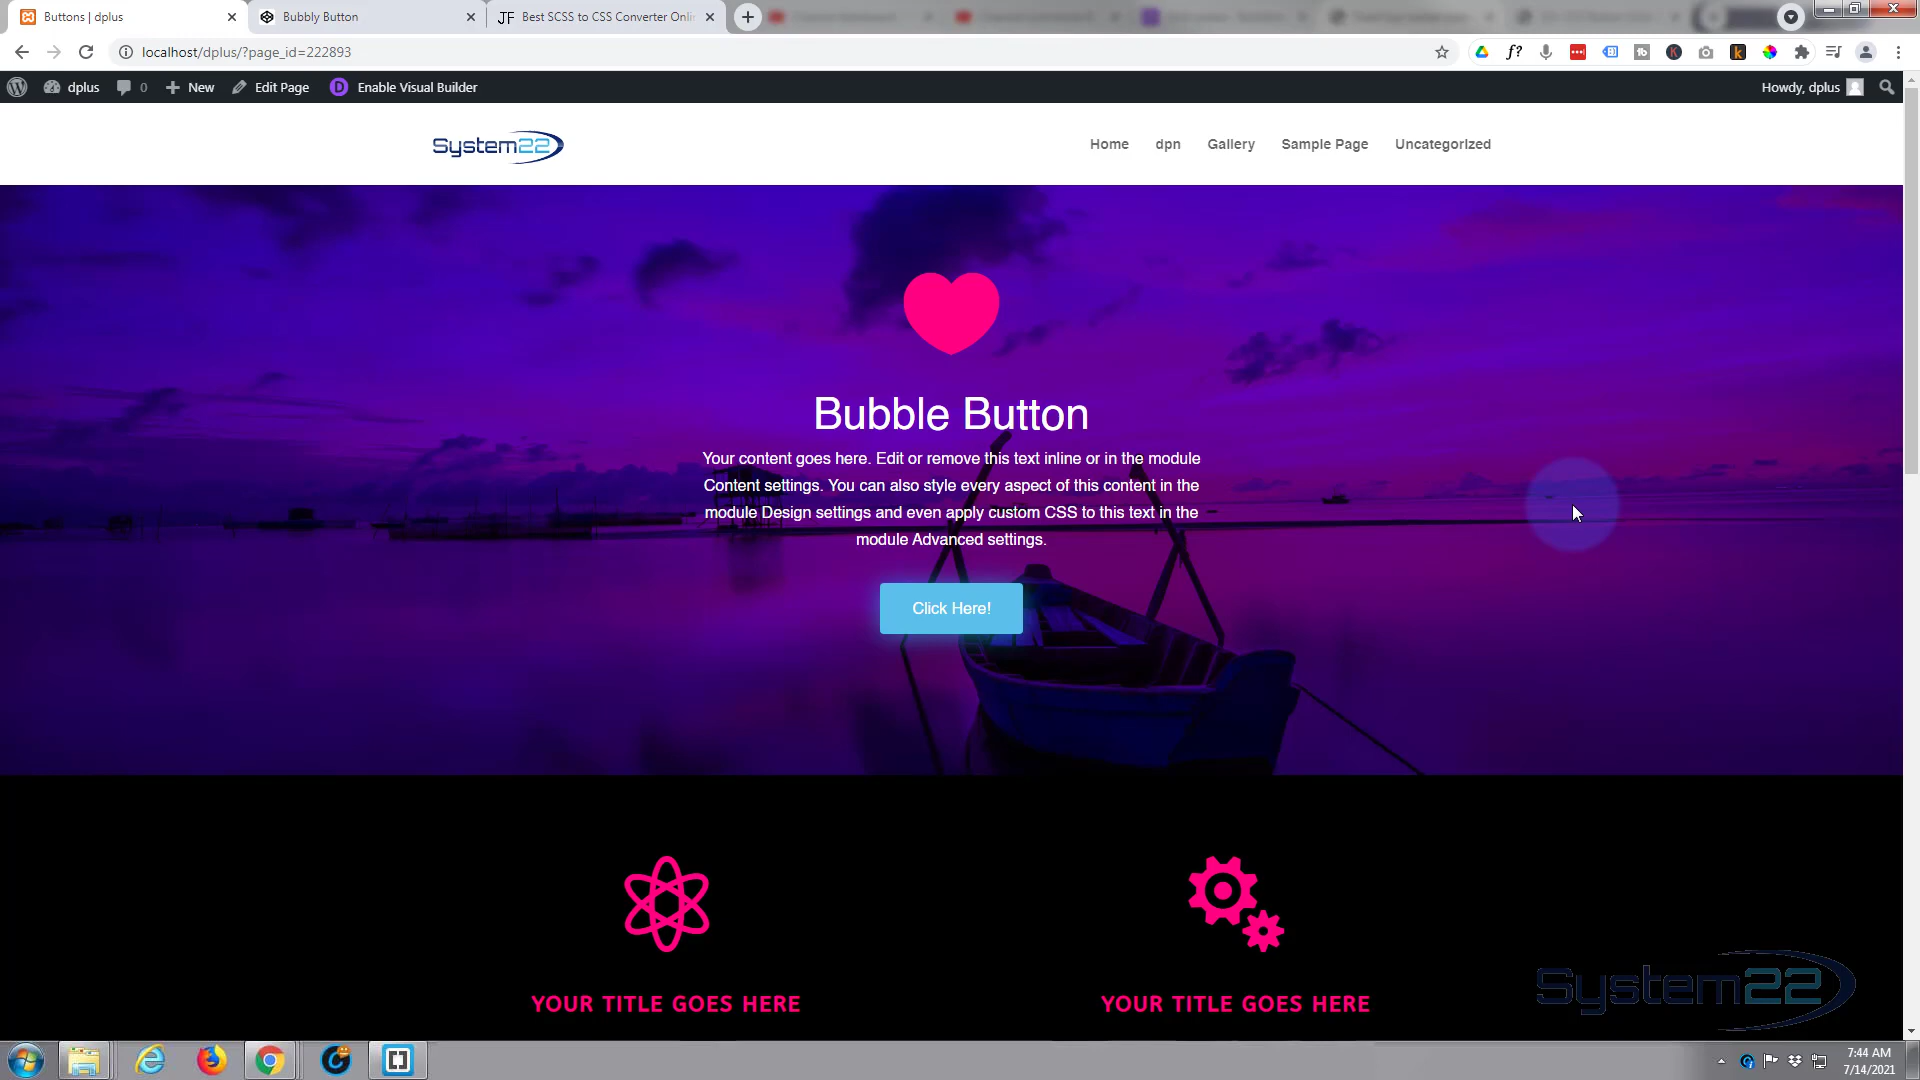 Buttons | dplus
Bubbly Button
JF Best SCSS to CSS Converter Onli
localhost/dplus/?page_id=222893
dplus 0 New Edit Page Enable Visual Builder
Howdy, dplus
System22
Home dpn Gallery Sample Page Uncategorized
Bubble Button
Your content goes here. Edit or remove this text inline or in the module
Content settings. You can also style every aspect of this content in the
module Design settings and even apply custom CSS to this text in the
module Advanced settings.
Click Here!
YOUR TITLE GOES HERE
YOUR TITLE GOES HERE
System22
7:44 AM
7/14/2021